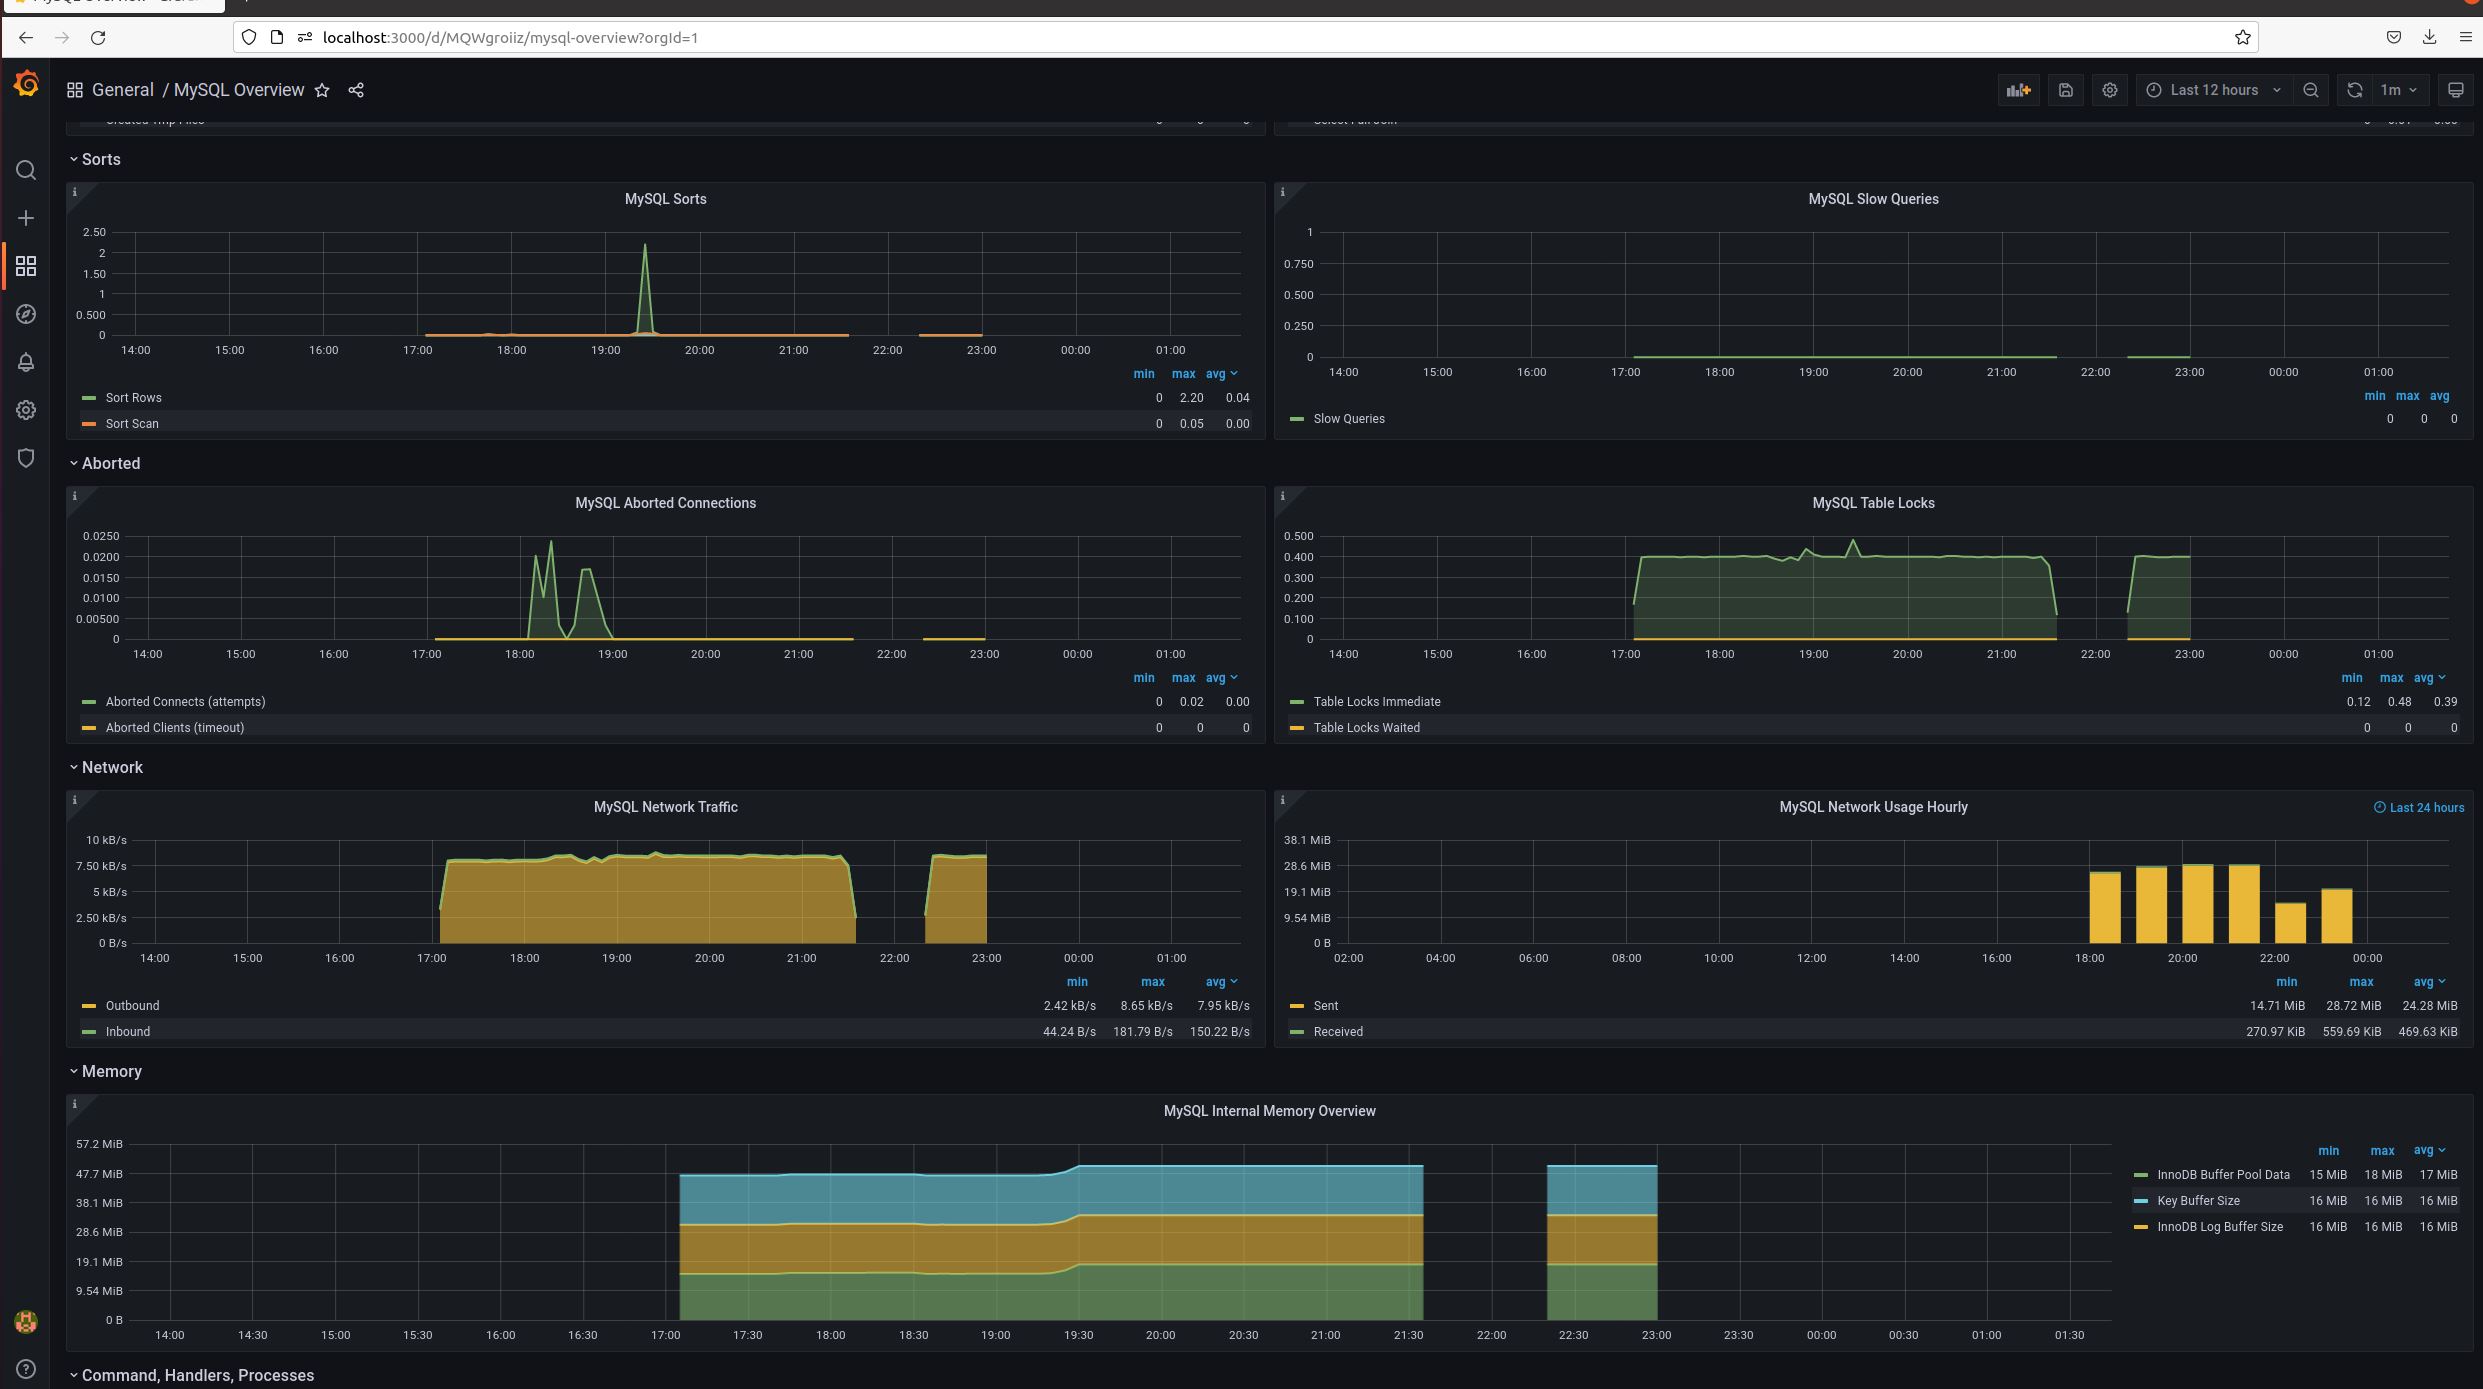 localhost:3000/d/MQWgroiiz/mysql-overview?orgId=1
General / MySQL Overview
Last 12 hours
1m
Created Tmp Files
Select Full Join
Sorts
MySQL Sorts
2.50
2
1.50
1
0.500
0
14:00 15:00 16:00 17:00 18:00 19:00 20:00 21:00 22:00 23:00 00:00 01:00
min max avg
Sort Rows 0 2.20 0.04
Sort Scan 0 0.05 0.00
MySQL Slow Queries
1
0.750
0.500
0.250
0
14:00 15:00 16:00 17:00 18:00 19:00 20:00 21:00 22:00 23:00 00:00 01:00
min max avg
Slow Queries 0 0 0
Aborted
MySQL Aborted Connections
0.0250
0.0200
0.0150
0.0100
0.00500
0
14:00 15:00 16:00 17:00 18:00 19:00 20:00 21:00 22:00 23:00 00:00 01:00
min max avg
Aborted Connects (attempts) 0 0.02 0.00
Aborted Clients (timeout) 0 0 0
MySQL Table Locks
0.500
0.400
0.300
0.200
0.100
0
14:00 15:00 16:00 17:00 18:00 19:00 20:00 21:00 22:00 23:00 00:00 01:00
min max avg
Table Locks Immediate 0.12 0.48 0.39
Table Locks Waited 0 0 0
Network
MySQL Network Traffic
10 kB/s
7.50 kB/s
5 kB/s
2.50 kB/s
0 B/s
14:00 15:00 16:00 17:00 18:00 19:00 20:00 21:00 22:00 23:00 00:00 01:00
min max avg
Outbound 2.42 kB/s 8.65 kB/s 7.95 kB/s
Inbound 44.24 B/s 181.79 B/s 150.22 B/s
MySQL Network Usage Hourly
Last 24 hours
38.1 MiB
28.6 MiB
19.1 MiB
9.54 MiB
0 B
02:00 04:00 06:00 08:00 10:00 12:00 14:00 16:00 18:00 20:00 22:00 00:00
min max avg
Sent 14.71 MiB 28.72 MiB 24.28 MiB
Received 270.97 KiB 559.69 KiB 469.63 KiB
Memory
MySQL Internal Memory Overview
57.2 MiB
47.7 MiB
38.1 MiB
28.6 MiB
19.1 MiB
9.54 MiB
0 B
14:00 14:30 15:00 15:30 16:00 16:30 17:00 17:30 18:00 18:30 19:00 19:30 20:00 20:30 21:00 21:30 22:00 22:30 23:00 23:30 00:00 00:30 01:00 01:30
min max avg
InnoDB Buffer Pool Data 15 MiB 18 MiB 17 MiB
Key Buffer Size 16 MiB 16 MiB 16 MiB
InnoDB Log Buffer Size 16 MiB 16 MiB 16 MiB
Command, Handlers, Processes